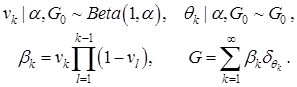 v_k | α, G_0 ~ Beta(1, α),   θ_k | α, G_0 ~ G_0 ,
β_k = v_k ∏_{l=1}^{k-1} (1 - v_l),   G = ∑_{k=1}^{∞} β_k δ_{θ_k} .